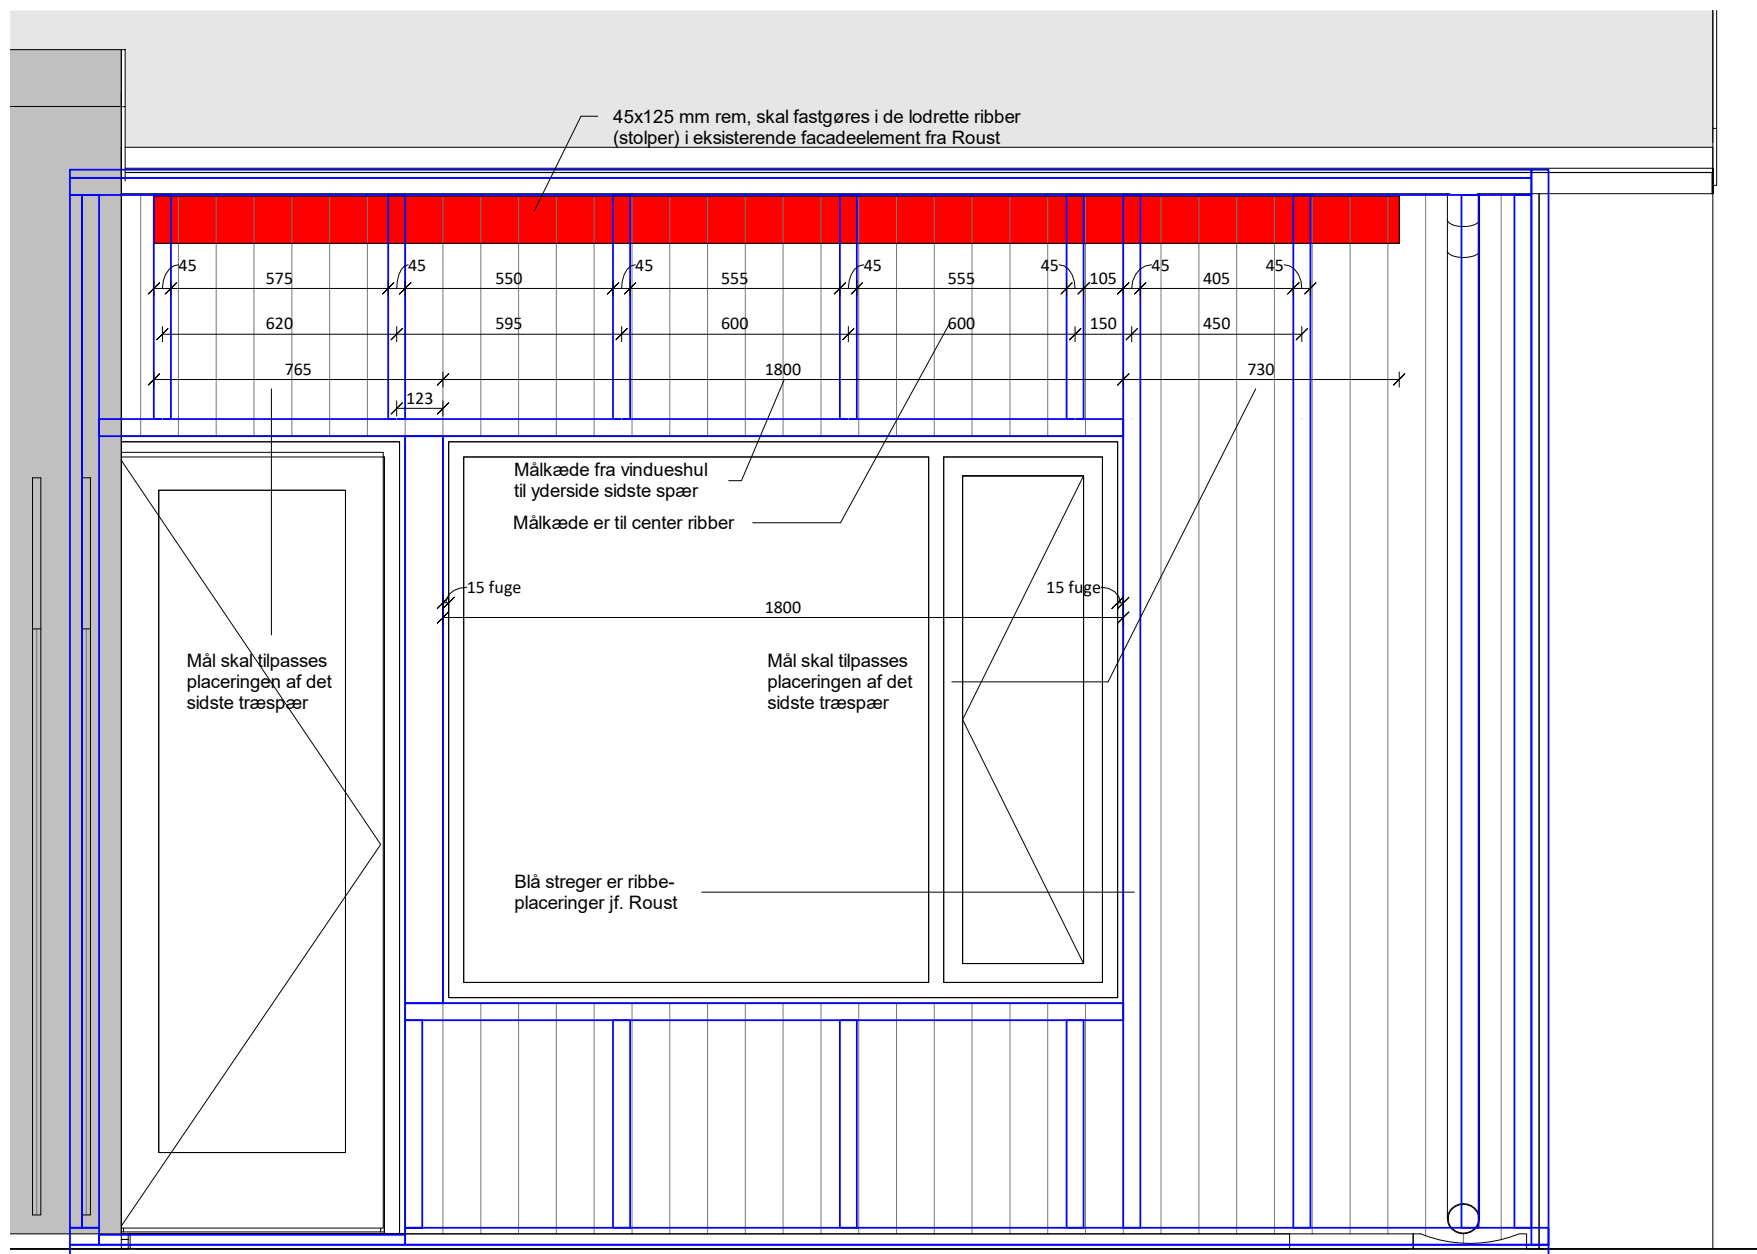 45x125 mm rem, skal fastgøres i de lodrette ribber
(stolper) i eksisterende facadeelement fra Roust
45 45 45 45 45 45 45
575 550 555 555 105 405
620 595 600 600 150 450
765 1800 730
123
Målkæde fra vindueshul
til yderside sidste spær
Målkæde er til center ribber
15 fuge 15 fuge
1800
Mål skal tilpasses
placeringen af det
sidste træspær
Mål skal tilpasses
placeringen af det
sidste træspær
Blå streger er ribbe-
placeringer jf. Roust